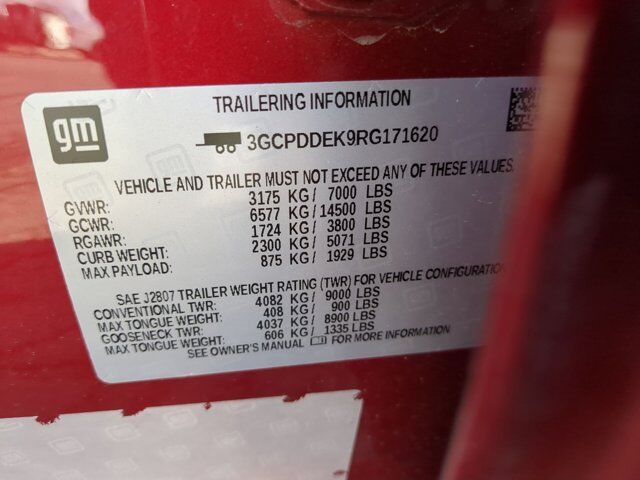 gm
TRAILERING INFORMATION
3GCPDDEK9RG171620
VEHICLE AND TRAILER MUST NOT EXCEED ANY OF THESE VALUES.
GVWR: 3175 KG/ 7000 LBS
GCWR: 6577 KG/14500 LBS
RGAWR: 1724 KG/ 3800 LBS
CURB WEIGHT: 2300 KG/ 5071 LBS
MAX PAYLOAD: 875 KG/ 1929 LBS
SAE J2807 TRAILER WEIGHT RATING (TWR) FOR VEHICLE CONFIGURATION
CONVENTIONAL TWR: 4082 KG/ 9000 LBS
MAX TONGUE WEIGHT: 408 KG/ 900 LBS
GOOSENECK TWR: 4037 KG/ 8900 LBS
MAX TONGUE WEIGHT: 606 KG/ 1335 LBS
SEE OWNER'S MANUAL FOR MORE INFORMATION